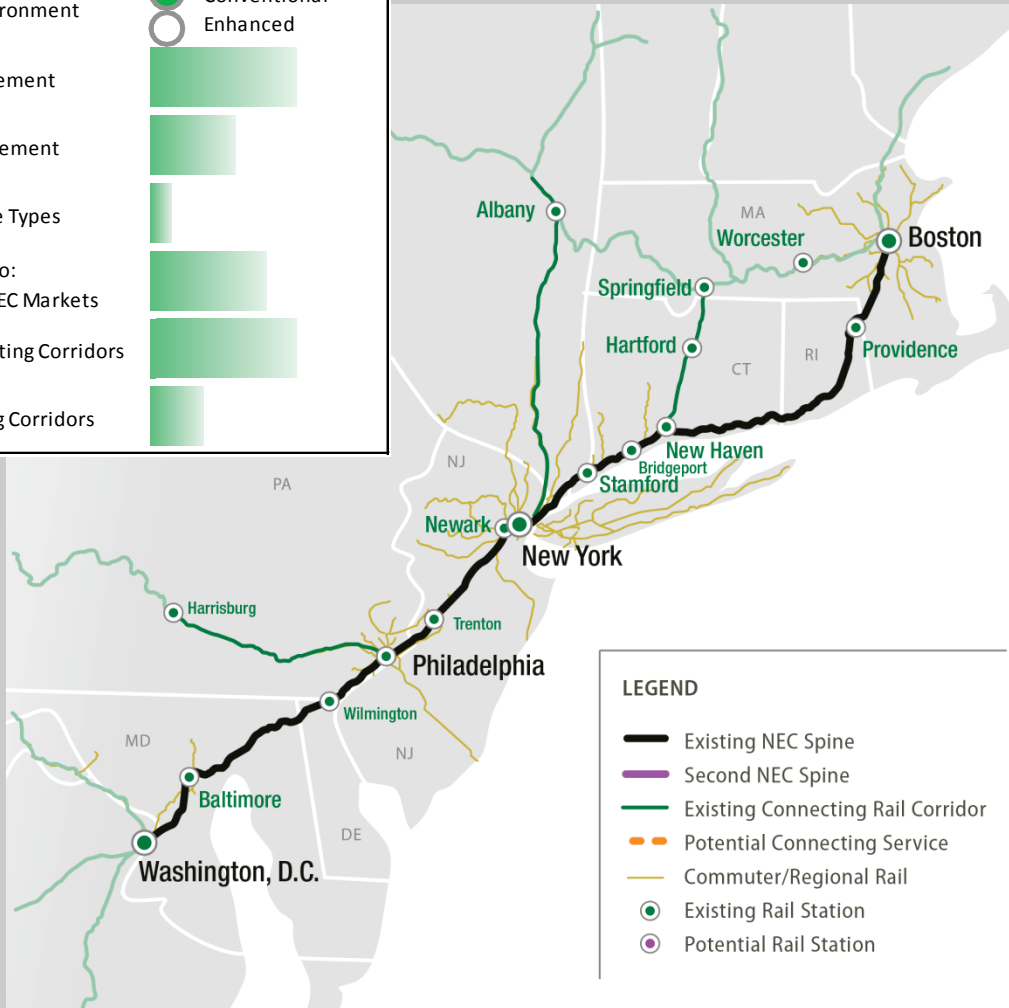 Conventional
ronment
Enhanced
ement
ement
e Types
o:
EC Markets
ting Corridors
g Corridors
Albany
MA
Worcester
Boston
Springfield
Hartford
CT
RI
Providence
New Haven
Bridgeport
Stamford
NJ
PA
Newark
New York
Harrisburg
Trenton
Philadelphia
Wilmington
MD
NJ
Baltimore
DE
Washington, D.C.
LEGEND
Existing NEC Spine
Second NEC Spine
Existing Connecting Rail Corridor
Potential Connecting Service
Commuter/Regional Rail
Existing Rail Station
Potential Rail Station